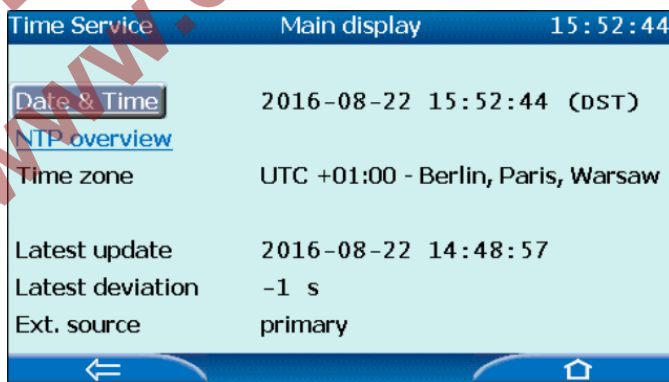 Time Service Main display 15:52:44
Date & Time 2016-08-22 15:52:44 (DST)
NTP overview
Time zone UTC +01:00 - Berlin, Paris, Warsaw
Latest update 2016-08-22 14:48:57
Latest deviation -1 s
Ext. source primary
www.